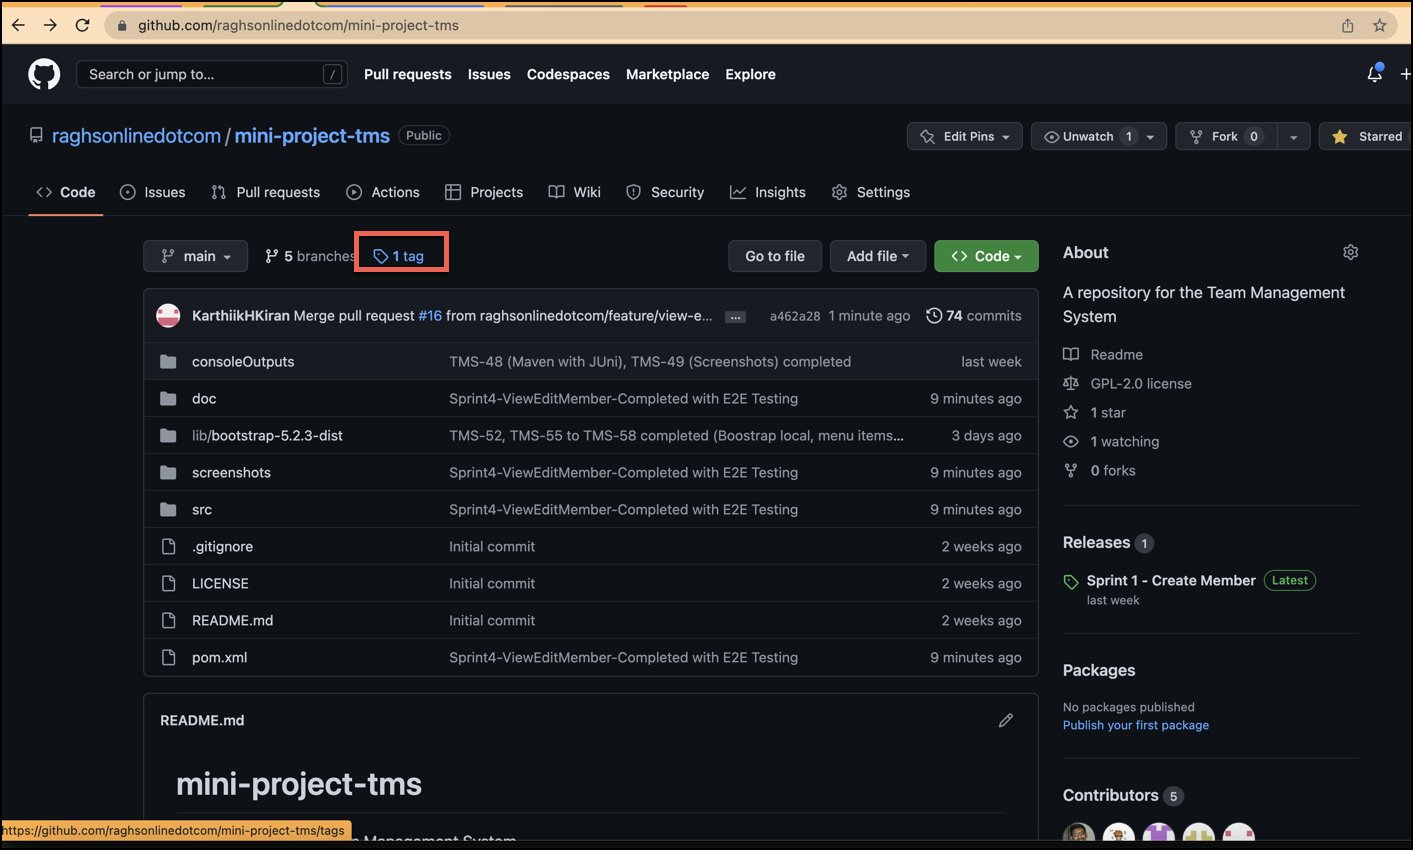 github.com/raghsonlinedotcom/mini-project-tms
Search or jump to... /
Pull requests Issues Codespaces Marketplace Explore
raghsonlinedotcom / mini-project-tms Public
Edit Pins Unwatch 1 Fork 0 Starred
Code Issues Pull requests Actions Projects Wiki Security Insights Settings
main 5 branches 1 tag Go to file Add file Code
KarthiikHKiran Merge pull request #16 from raghsonlinedotcom/feature/view-e... ... a462a28 1 minute ago 74 commits
consoleOutputs TMS-48 (Maven with JUni), TMS-49 (Screenshots) completed last week
doc Sprint4-ViewEditMember-Completed with E2E Testing 9 minutes ago
lib/bootstrap-5.2.3-dist TMS-52, TMS-55 to TMS-58 completed (Boostrap local, menu items... 3 days ago
screenshots Sprint4-ViewEditMember-Completed with E2E Testing 9 minutes ago
src Sprint4-ViewEditMember-Completed with E2E Testing 9 minutes ago
.gitignore Initial commit 2 weeks ago
LICENSE Initial commit 2 weeks ago
README.md Initial commit 2 weeks ago
pom.xml Sprint4-ViewEditMember-Completed with E2E Testing 9 minutes ago
README.md
mini-project-tms
Management System
https://github.com/raghsonlinedotcom/mini-project-tms/tags
About
A repository for the Team Management
System
Readme
GPL-2.0 license
1 star
1 watching
0 forks
Releases 1
Sprint 1 - Create Member Latest
last week
Packages
No packages published
Publish your first package
Contributors 5